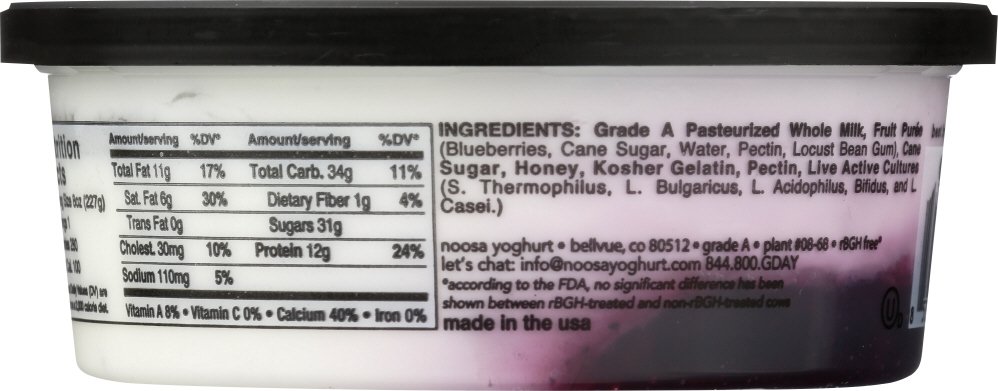 Amount/serving %DV* Amount/serving %DV*
Total Fat 11g 17% Total Carb. 34g 11%
Sat. Fat 6g 30% Dietary Fiber 1g 4%
Trans Fat 0g Sugars 31g
Cholest. 30mg 10% Protein 12g 24%
Sodium 110mg 5%
Vitamin A 8% • Vitamin C 0% • Calcium 40% • Iron 0%
8oz (227g)
INGREDIENTS: Grade A Pasteurized Whole Milk, Fruit Purée
(Blueberries, Cane Sugar, Water, Pectin, Locust Bean Gum), Cane
Sugar, Honey, Kosher Gelatin, Pectin, Live Active Cultures
(S. Thermophilus, L. Bulgaricus, L. Acidophilus, Bifidus, and L.
Casei.)
noosa yoghurt • bellvue, co 80512 • grade A • plant #08-68 • rBGH free*
let's chat: info@noosayoghurt.com 844.800.GDAY
*according to the FDA, no significant difference has been
shown between rBGH-treated and non-rBGH-treated cows
made in the usa
U D